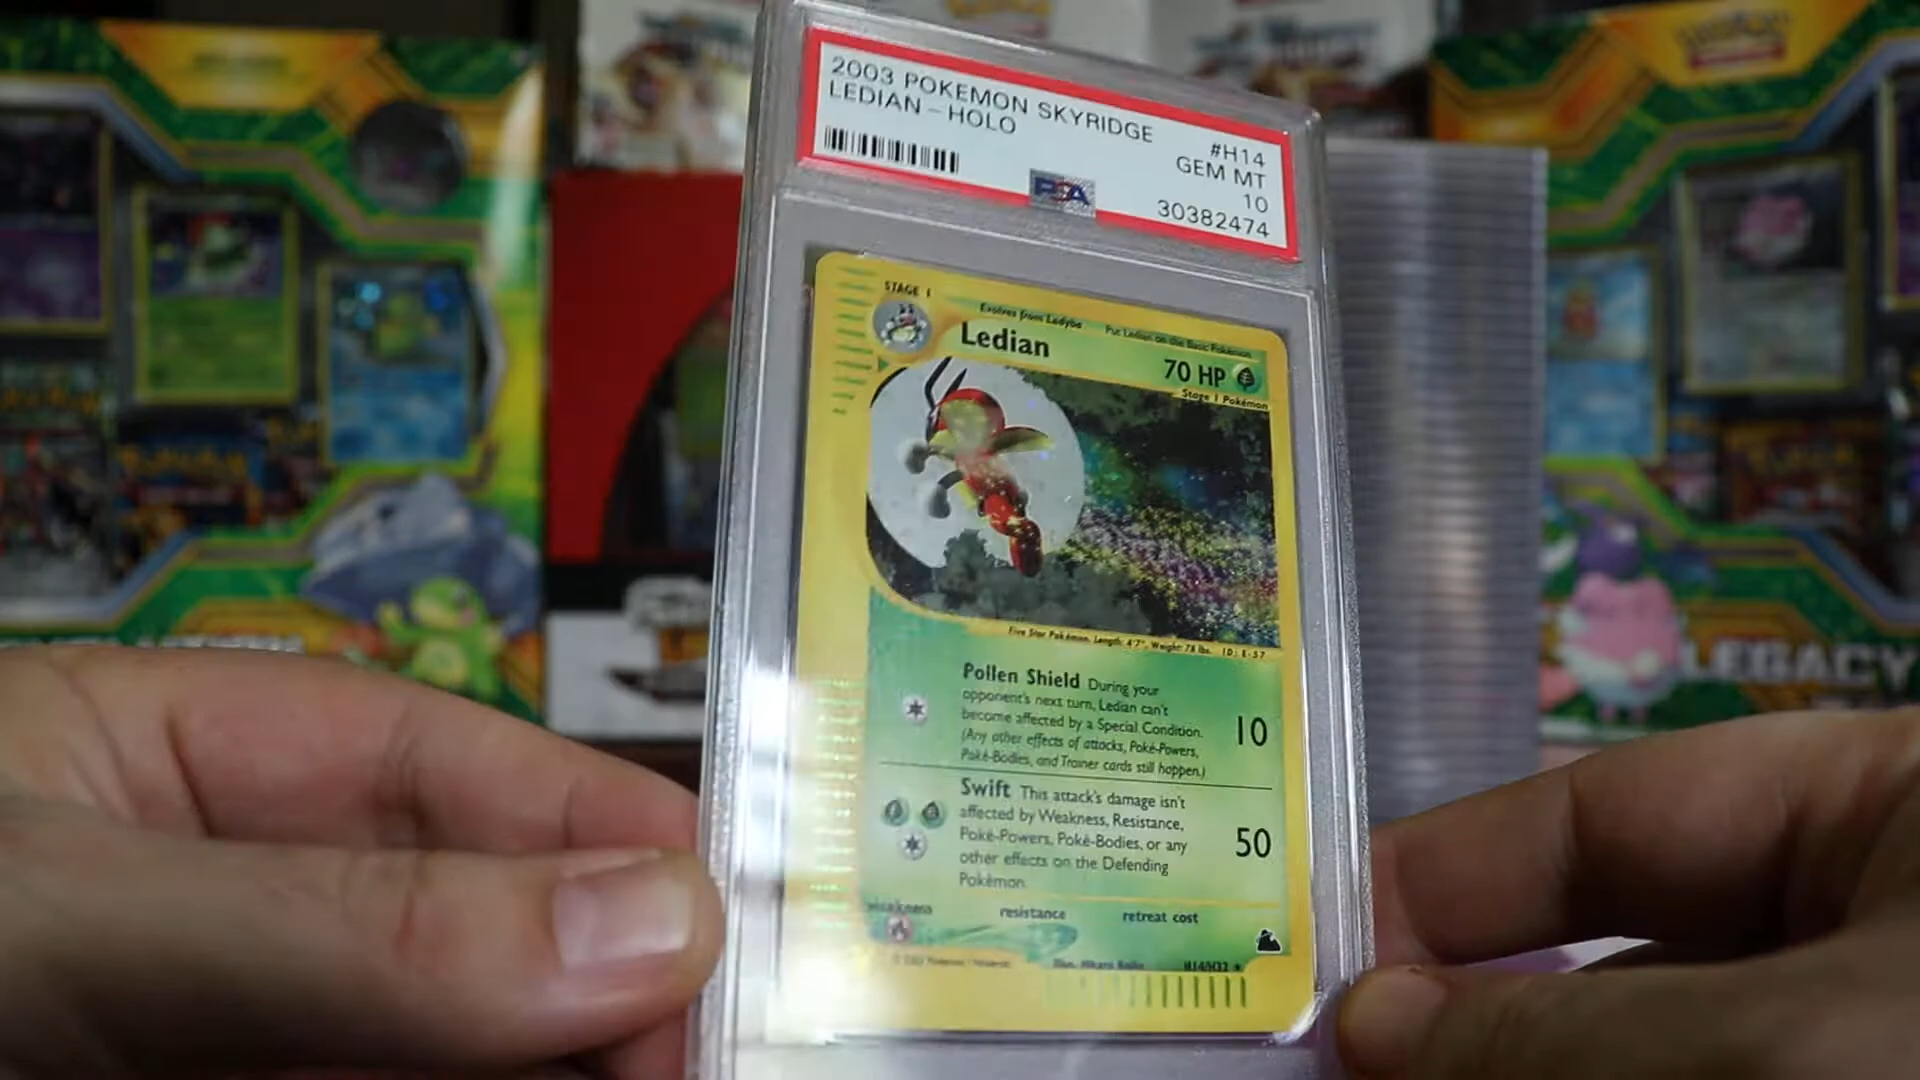 2003 POKEMON SKYRIDGE
LEDIAN - HOLO
#H14
GEM MT
10
PSA
30382474
STAGE 1
Evolves from Ledyba
Put Ledian on the Basic Pokémon
Ledian
70 HP
Stage 1 Pokémon
Five Star Pokémon. Length: 4'7", Weight: 78 lbs. ID: E-57
Pollen Shield During your
opponent's next turn, Ledian can't
become affected by a Special Condition.
(Any other effects of attacks, Poké-Powers,
Poké-Bodies, and Trainer cards still happen.)
10
Swift This attack's damage isn't
affected by Weakness, Resistance,
Poké-Powers, Poké-Bodies, or any
other effects on the Defending
Pokémon.
50
weakness
resistance
retreat cost
H14/H32
LEGACY